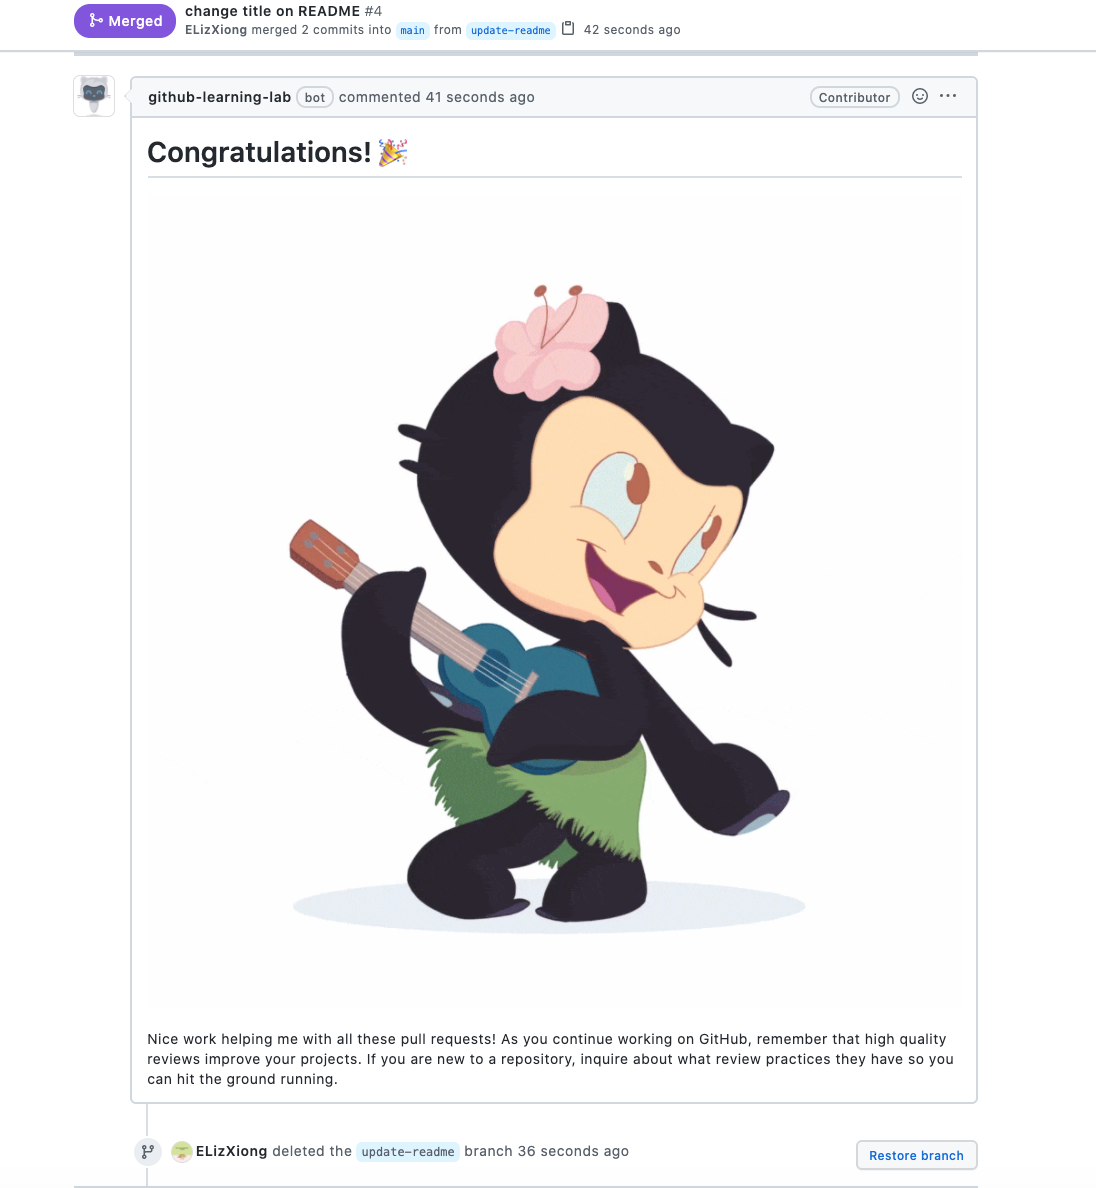 Merged
change title on README #4
ELizXiong merged 2 commits into main from update-readme 42 seconds ago
github-learning-lab bot commented 41 seconds ago
Contributor
Congratulations! 🎉
Nice work helping me with all these pull requests! As you continue working on GitHub, remember that high quality
reviews improve your projects. If you are new to a repository, inquire about what review practices they have so you
can hit the ground running.
ELizXiong deleted the update-readme branch 36 seconds ago
Restore branch